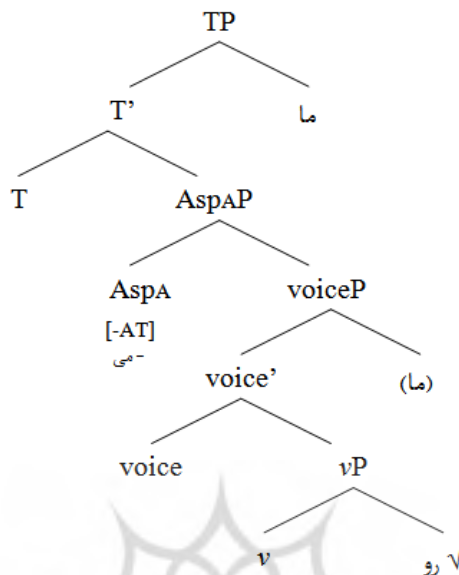 TP
T’ ما
T AspAP
AspA voiceP
[-AT]
می-
voice’ (ما)
voice vP
v √رو